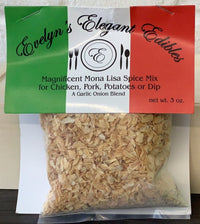 Evelyn's Elegant Edibles
E
Magnificent Mona Lisa Spice Mix
for Chicken, Pork, Potatoes or Dip
A Garlic Onion Blend
net wt. 3 oz.